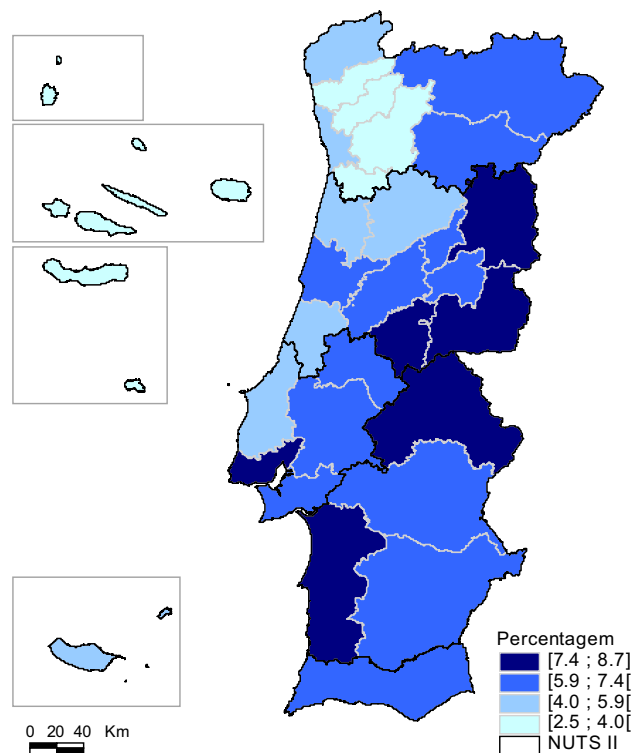 Percentagem
[7.4 ; 8.7]
[5.9 ; 7.4[
[4.0 ; 5.9[
[2.5 ; 4.0[
NUTS II
0 20 40 Km